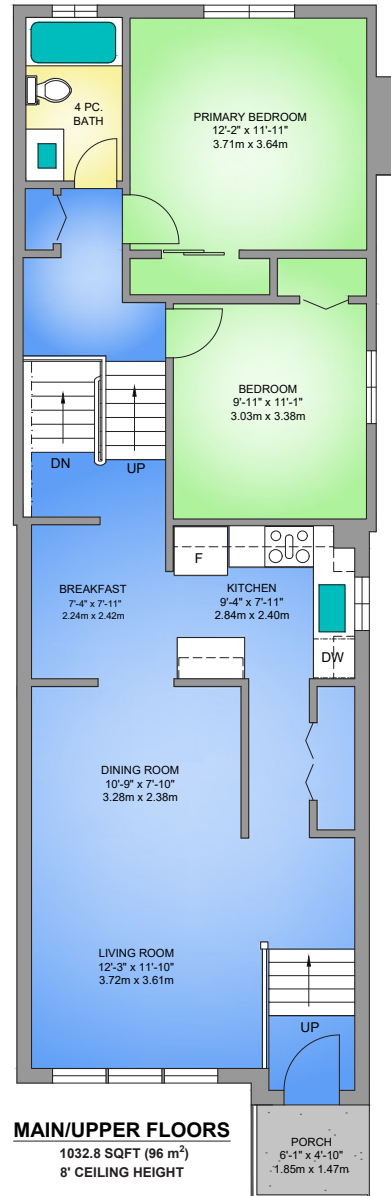 4 PC.
BATH
PRIMARY BEDROOM
12'-2" x 11'-11"
3.71m x 3.64m
BEDROOM
9'-11" x 11'-1"
3.03m x 3.38m
DN
UP
F
BREAKFAST
7'-4" x 7'-11"
2.24m x 2.42m
KITCHEN
9'-4" x 7'-11"
2.84m x 2.40m
DW
DINING ROOM
10'-9" x 7'-10"
3.28m x 2.38m
LIVING ROOM
12'-3" x 11'-10"
3.72m x 3.61m
UP
MAIN/UPPER FLOORS
1032.8 SQFT (96 m²)
8' CEILING HEIGHT
PORCH
6'-1" x 4'-10"
1.85m x 1.47m